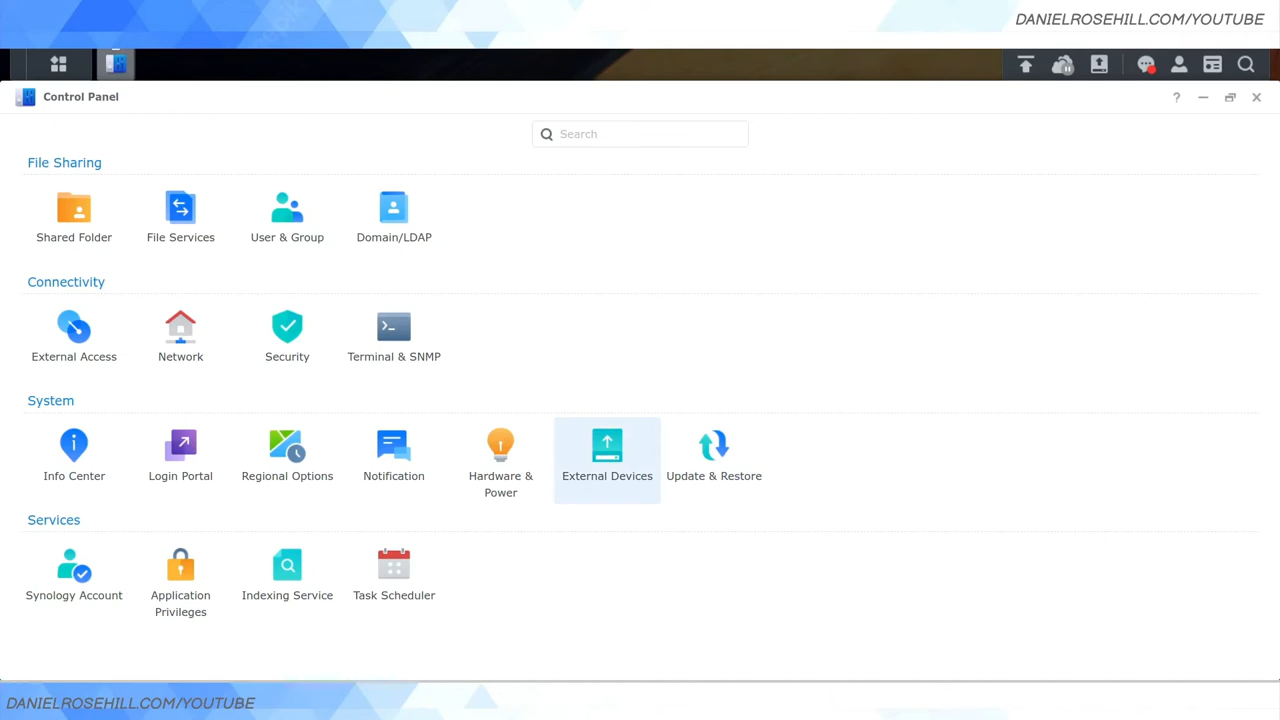 DANIELROSEHILL.COM/YOUTUBE
Control Panel
Search
File Sharing
Shared Folder
File Services
User & Group
Domain/LDAP
Connectivity
External Access
Network
Security
Terminal & SNMP
System
Info Center
Login Portal
Regional Options
Notification
Hardware &
Power
External Devices
Update & Restore
Services
Synology Account
Application
Privileges
Indexing Service
Task Scheduler
DANIELROSEHILL.COM/YOUTUBE